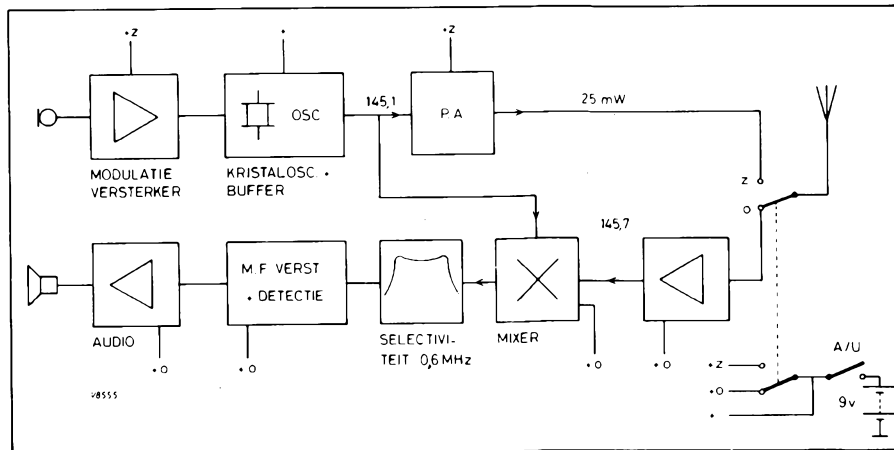 +Z
+
+Z
OSC
145,1
P.A
25 mW
MODULATIE
VERSTERKER
KRISTALOSC. +
BUFFER
Z
O
145,7
M.F VERST
+ DETECTIE
AUDIO
SELECTIVI-
TEIT 0,6 MHz
MIXER
+O
+O
+O
+O
+Z
+O
+
A/U
9v
V8555